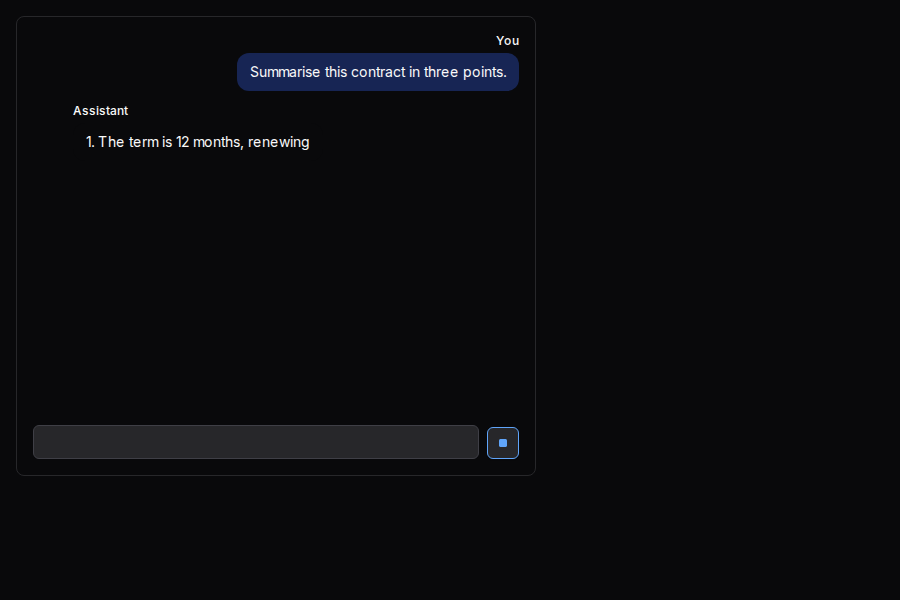 You
Summarise this contract in three points.
Assistant
1. The term is 12 months, renewing